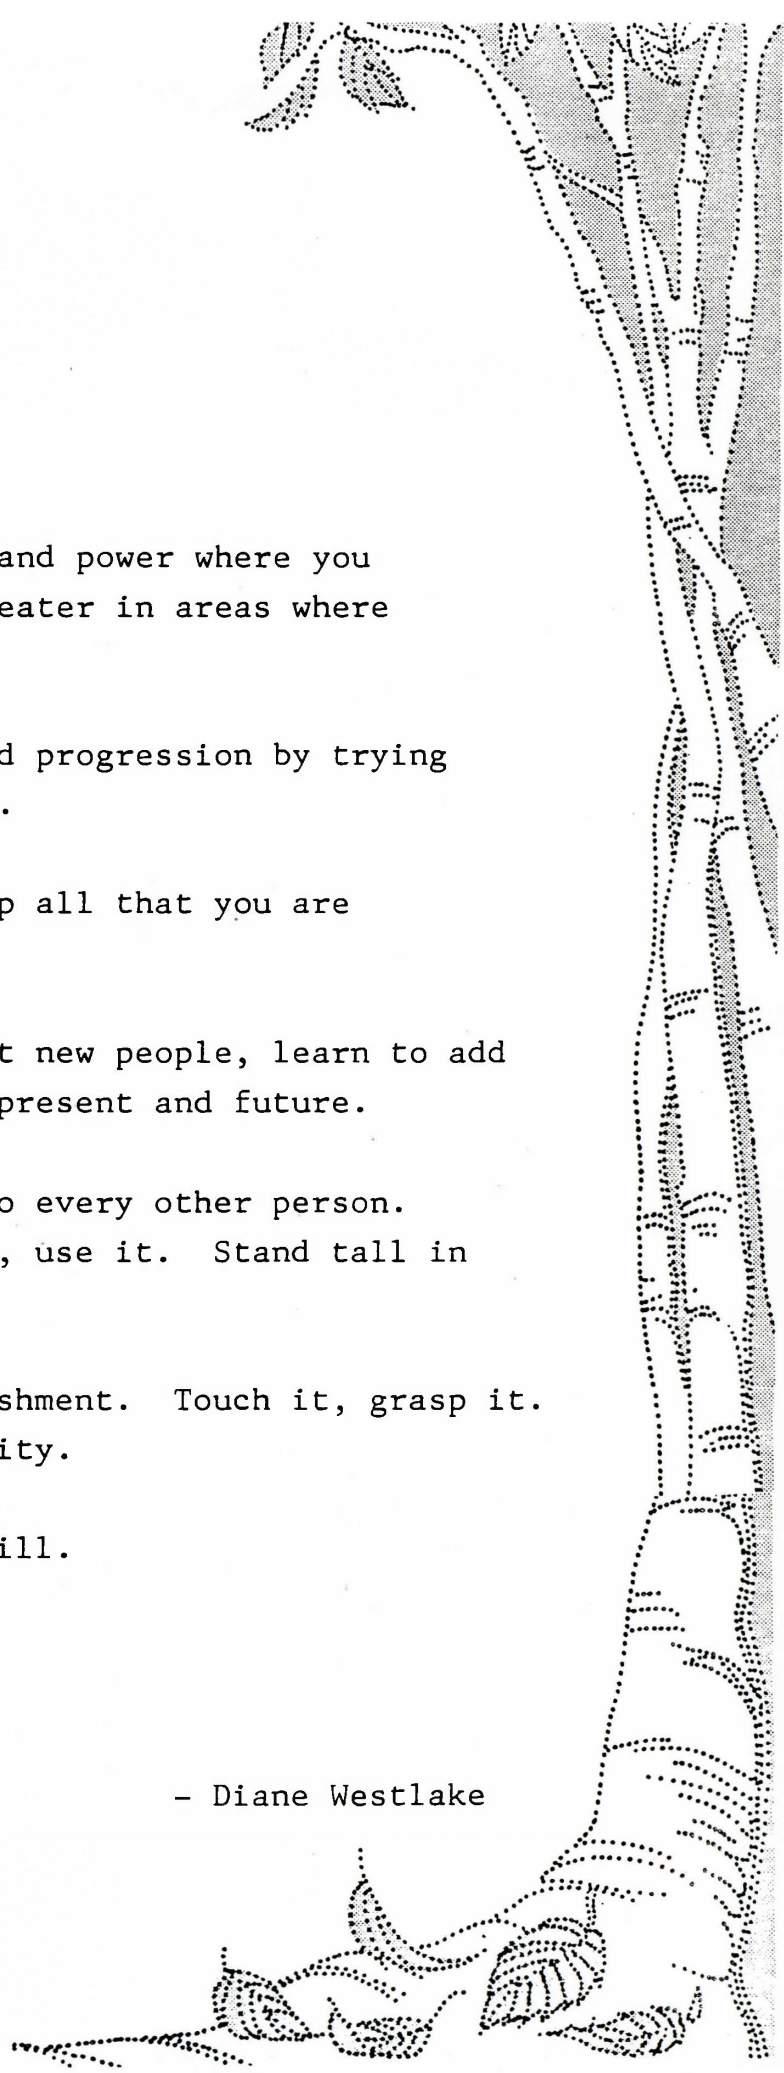 and power where you
eater in areas where
d progression by trying
.
p all that you are
t new people, learn to add
present and future.
o every other person.
, use it. Stand tall in
shment. Touch it, grasp it.
ity.
ill.
- Diane Westlake